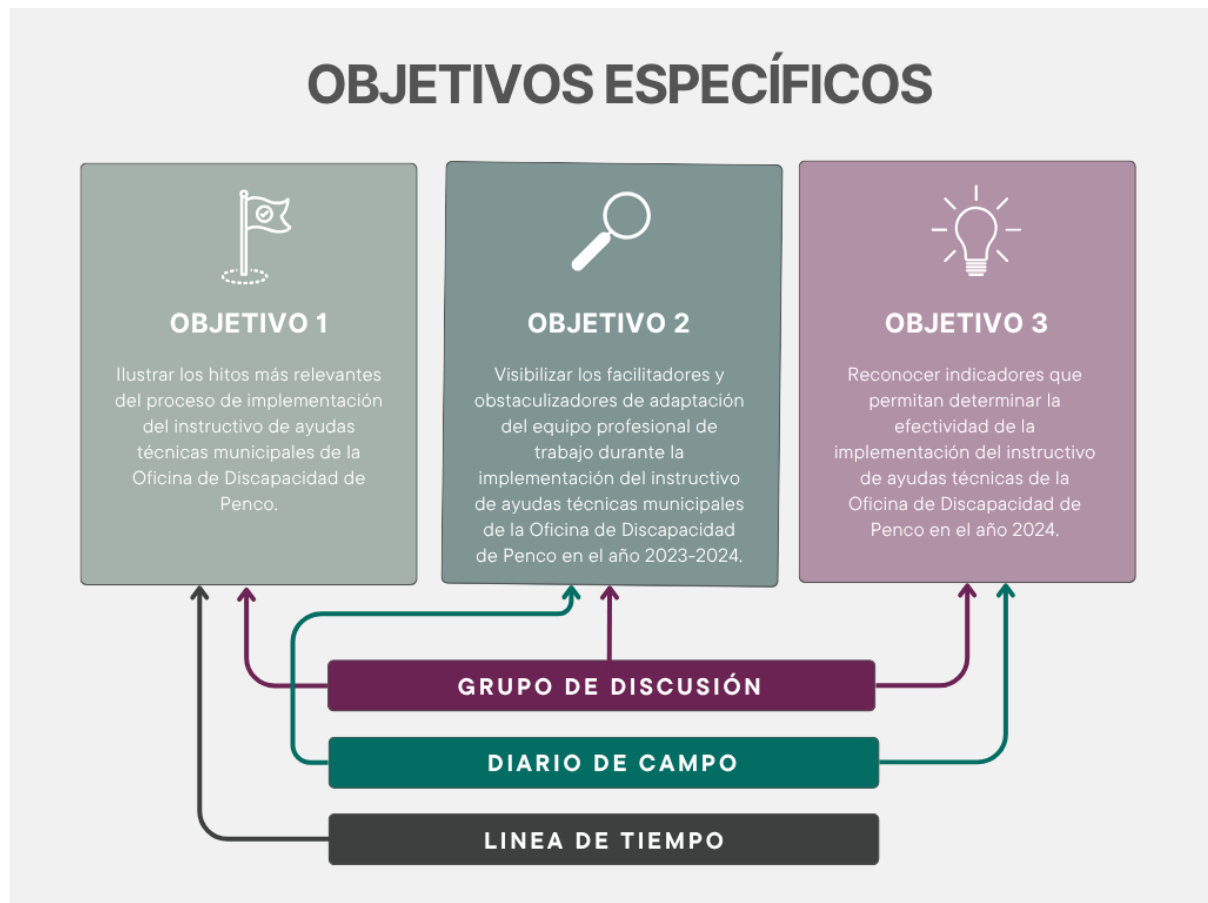 OBJETIVOS ESPECÍFICOS
OBJETIVO 1
Ilustrar los hitos más relevantes
del proceso de implementación
del instructivo de ayudas
técnicas municipales de la
Oficina de Discapacidad de
Penco.
OBJETIVO 2
Visibilizar los facilitadores y
obstaculizadores de adaptación
del equipo profesional de
trabajo durante la
implementación del instructivo
de ayudas técnicas municipales
de la Oficina de Discapacidad
de Penco en el año 2023-2024.
OBJETIVO 3
Reconocer indicadores que
permitan determinar la
efectividad de la
implementación del instructivo
de ayudas técnicas de la
Oficina de Discapacidad de
Penco en el año 2024.
GRUPO DE DISCUSIÓN
DIARIO DE CAMPO
LINEA DE TIEMPO